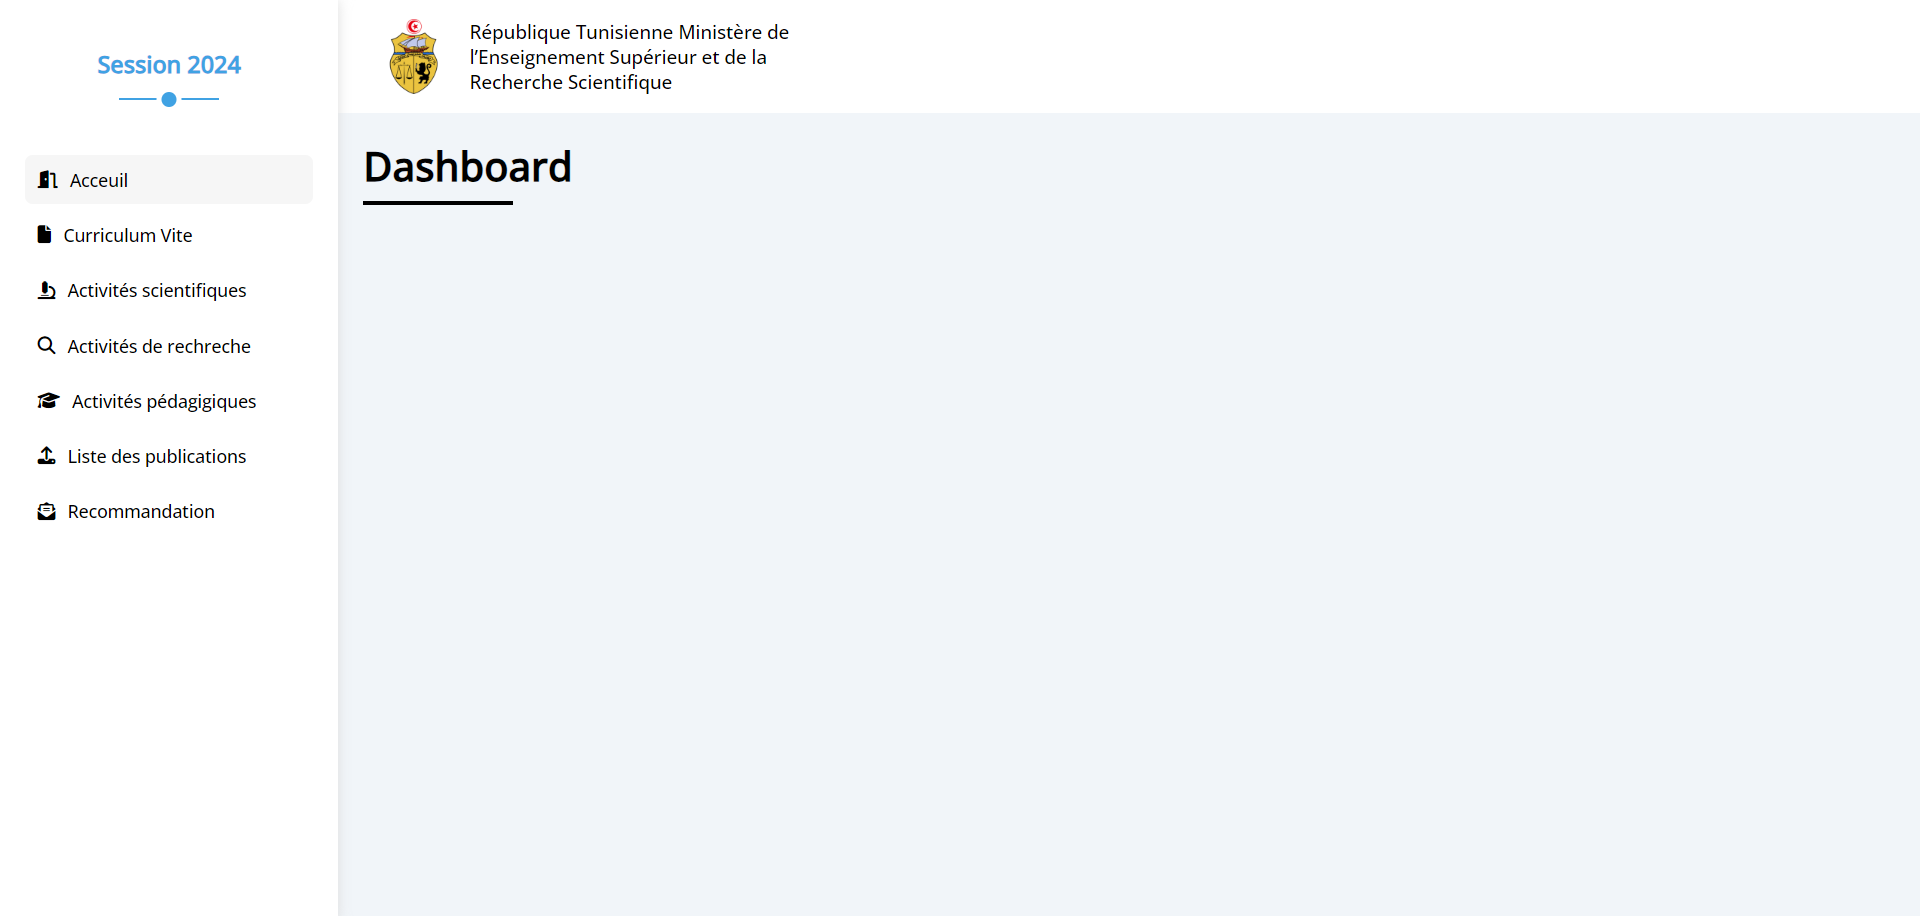 Session 2024
Acceuil
Curriculum Vite
Activités scientifiques
Activités de rechreche
Activités pédagigiques
Liste des publications
Recommandation
République Tunisienne Ministère de
l’Enseignement Supérieur et de la
Recherche Scientifique
Dashboard